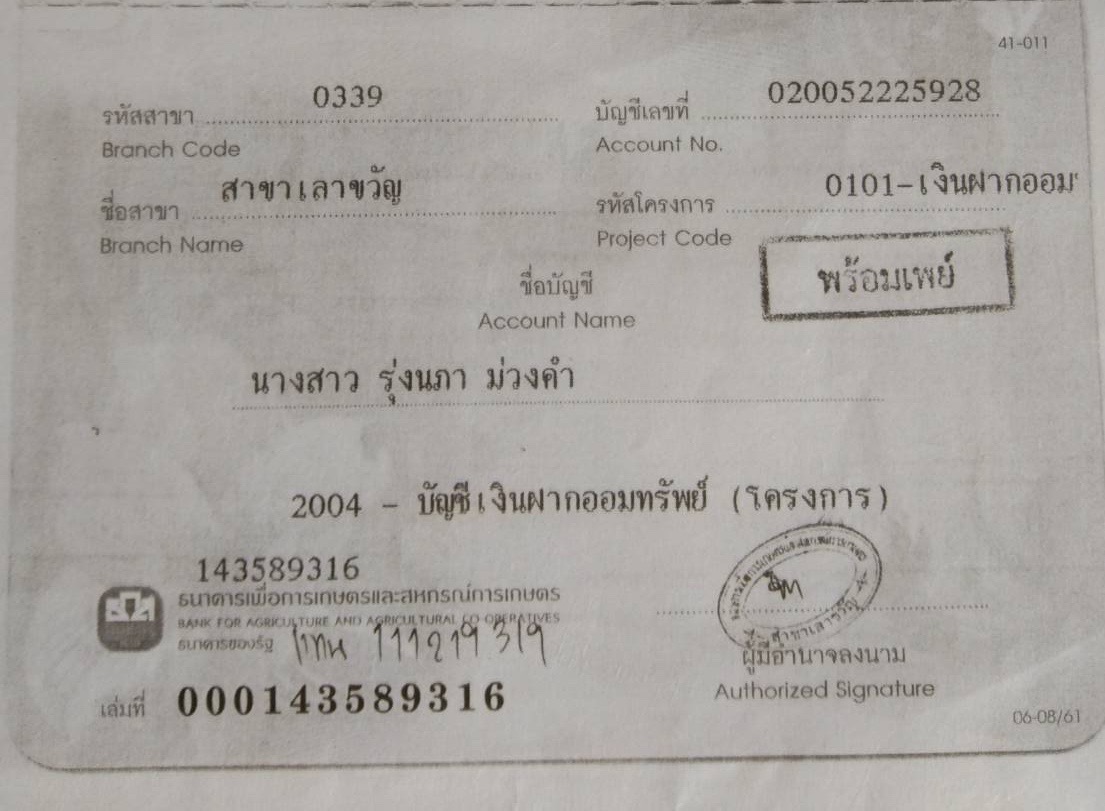 41-011
รหัสสาขา 0339 บัญชีเลขที่ 020052225928
Branch Code Account No.
ชื่อสาขา สาขาเลาขวัญ รหัสโครงการ 0101-เงินฝากออม
Branch Name Project Code
พร้อมเพย์
ชื่อบัญชี
Account Name
นางสาว รุ่งนภา ม่วงคำ
2004 - บัญชีเงินฝากออมทรัพย์ (โครงการ)
143589316
ธนาคารเพื่อการเกษตรและสหกรณ์การเกษตร
BANK FOR AGRICULTURE AND AGRICULTURAL CO OPERATIVES
ธนาคารของรัฐ แทน 111219319
สาขาเลาขวัญ
ผู้มีอำนาจลงนาม
เล่มที่ 000143589316 Authorized Signature
06-08/61